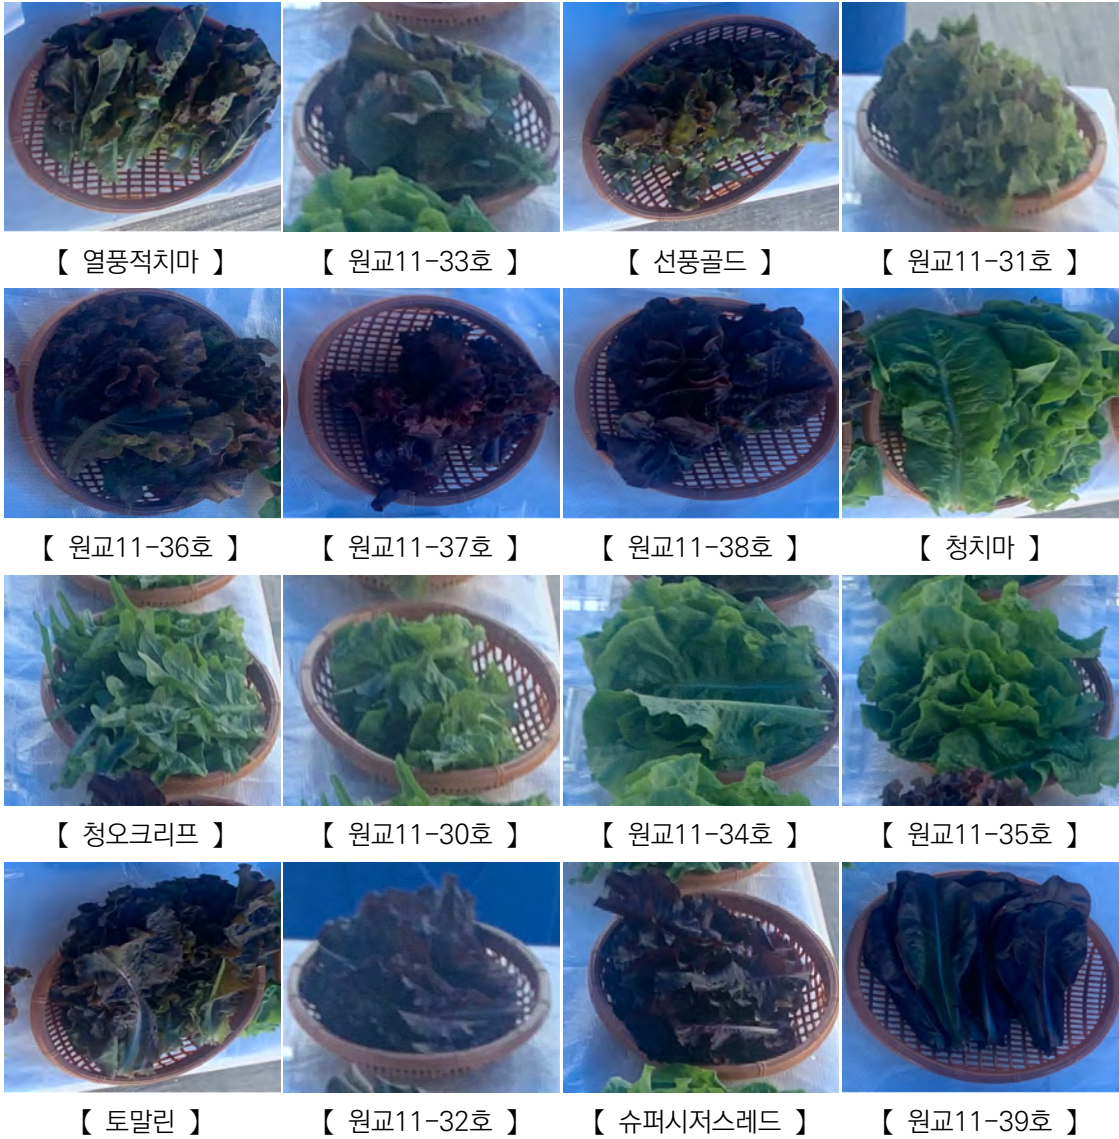 【 열풍적치마 】 【 원교11-33호 】 【 선풍골드 】 【 원교11-31호 】
【 원교11-36호 】 【 원교11-37호 】 【 원교11-38호 】 【 청치마 】
【 청오크리프 】 【 원교11-30호 】 【 원교11-34호 】 【 원교11-35호 】
【 토말린 】 【 원교11-32호 】 【 슈퍼시저스레드 】 【 원교11-39호 】